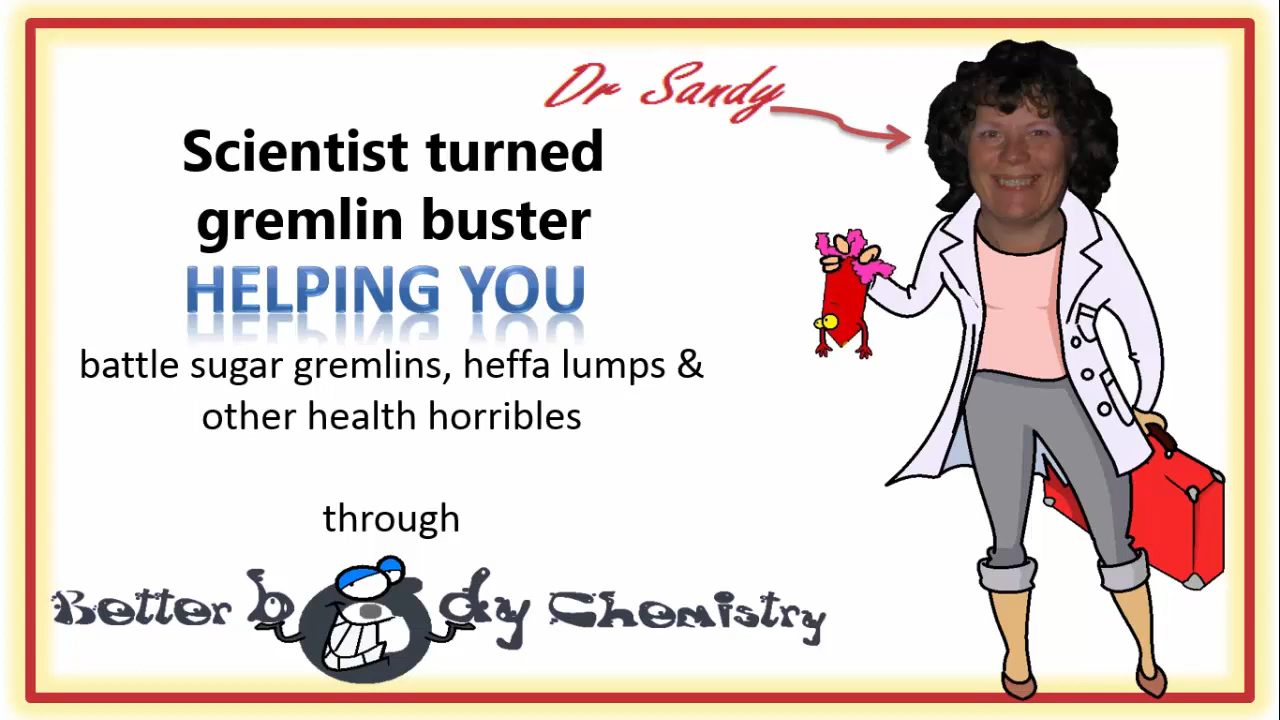 Dr Sandy
Scientist turned
gremlin buster
HELPING YOU
battle sugar gremlins, heffa lumps &
other health horribles
through
Better body Chemistry